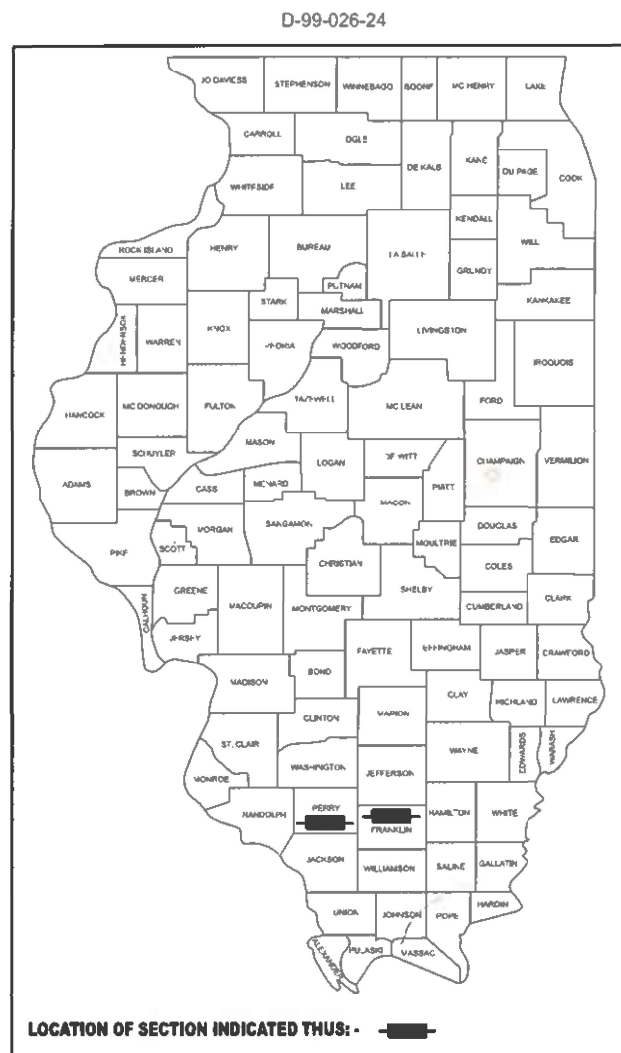 D-99-026-24
JO DAVIESS STEPHENSON WINNEBAGO BOONE MC HENRY LAKE
CARROLL OGLE DE KALB KANE DU PAGE COOK
WHITESIDE LEE
ROCK ISLAND HENRY BUREAU LA SALLE KENDALL WILL
MERCER PUTNAM GRUNDY
HENDERSON WARREN KNOX STARK MARSHALL LIVINGSTON KANKAKEE
PEORIA WOODFORD IROQUOIS
HANCOCK MC DONOUGH FULTON TAZEWELL MC LEAN FORD
SCHUYLER MASON LOGAN DE WITT CHAMPAIGN VERMILION
ADAMS BROWN CASS MENARD MACON PIATT
PIKE SCOTT MORGAN SANGAMON CHRISTIAN MOULTRIE DOUGLAS EDGAR
CALHOUN GREENE MACOUPIN MONTGOMERY SHELBY COLES CLARK
JERSEY CUMBERLAND
MADISON BOND FAYETTE EFFINGHAM JASPER CRAWFORD
CLINTON MARION CLAY RICHLAND LAWRENCE
ST. CLAIR WASHINGTON JEFFERSON WAYNE EDWARDS WABASH
MONROE
RANDOLPH PERRY FRANKLIN HAMILTON WHITE
JACKSON WILLIAMSON SALINE GALLATIN
UNION JOHNSON POPE HARDIN
ALEXANDER PULASKI MASSAC
LOCATION OF SECTION INDICATED THUS: -